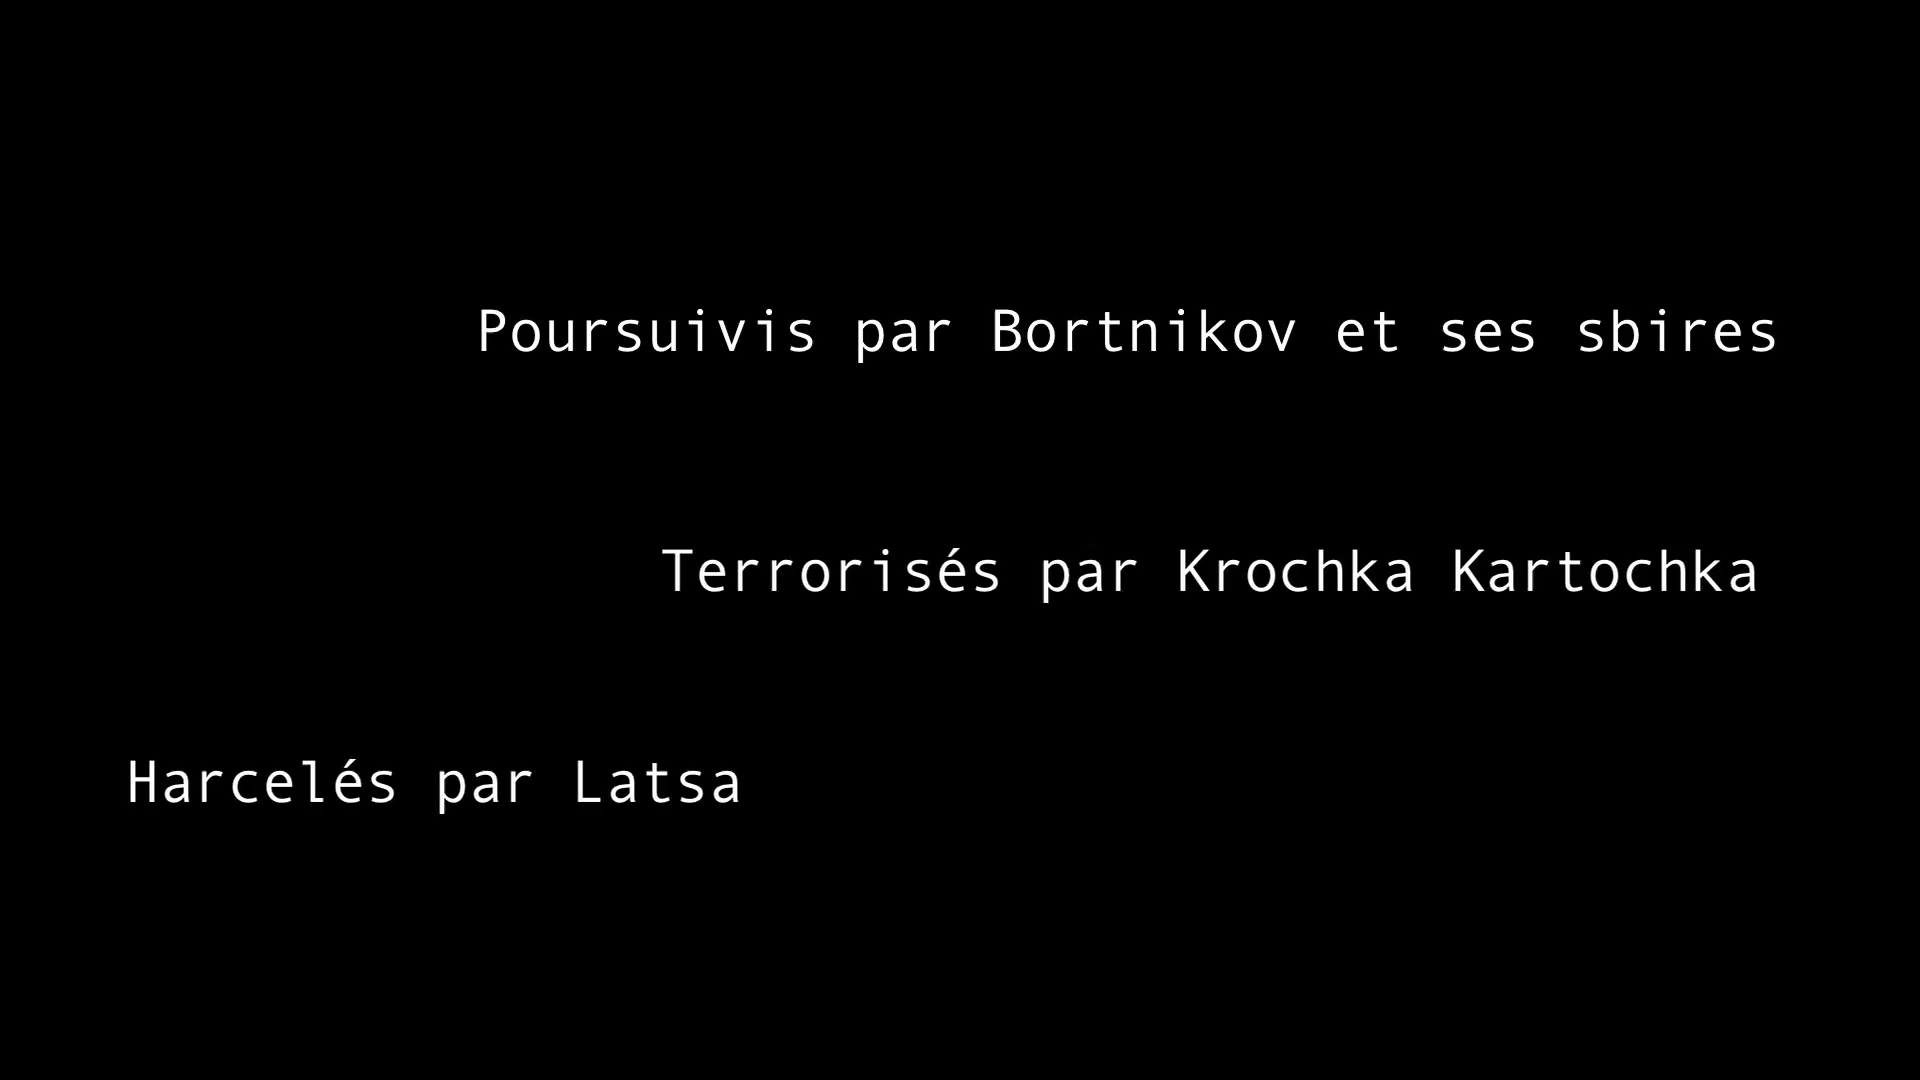 Poursuivis par Bortnikov et ses sbires
Terrorisés par Krochka Kartochka
Harcelés par Latsa